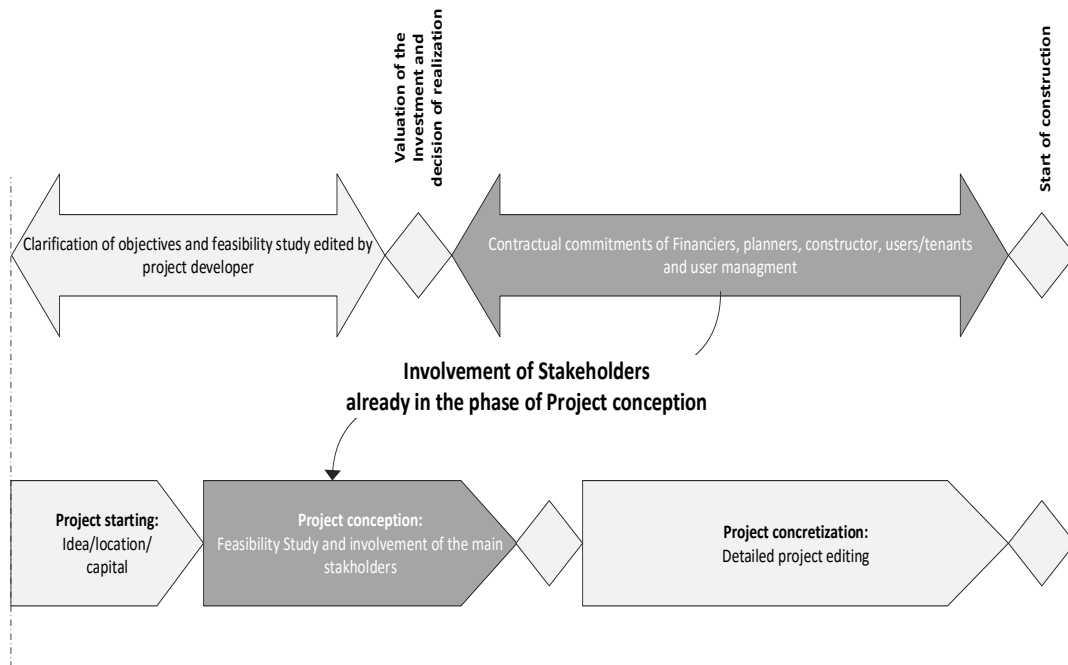 Valuation of the
Investment and
decision of realization
Start of construction
Clarification of objectives and feasibility study edited by
project developer
Contractual commitments of Financiers, planners, constructor, users/tenants
and user managment
Involvement of Stakeholders
already in the phase of Project conception
Project starting:
Idea/location/
capital
Project conception:
Feasibility Study and involvement of the main
stakholders
Project concretization:
Detailed project editing